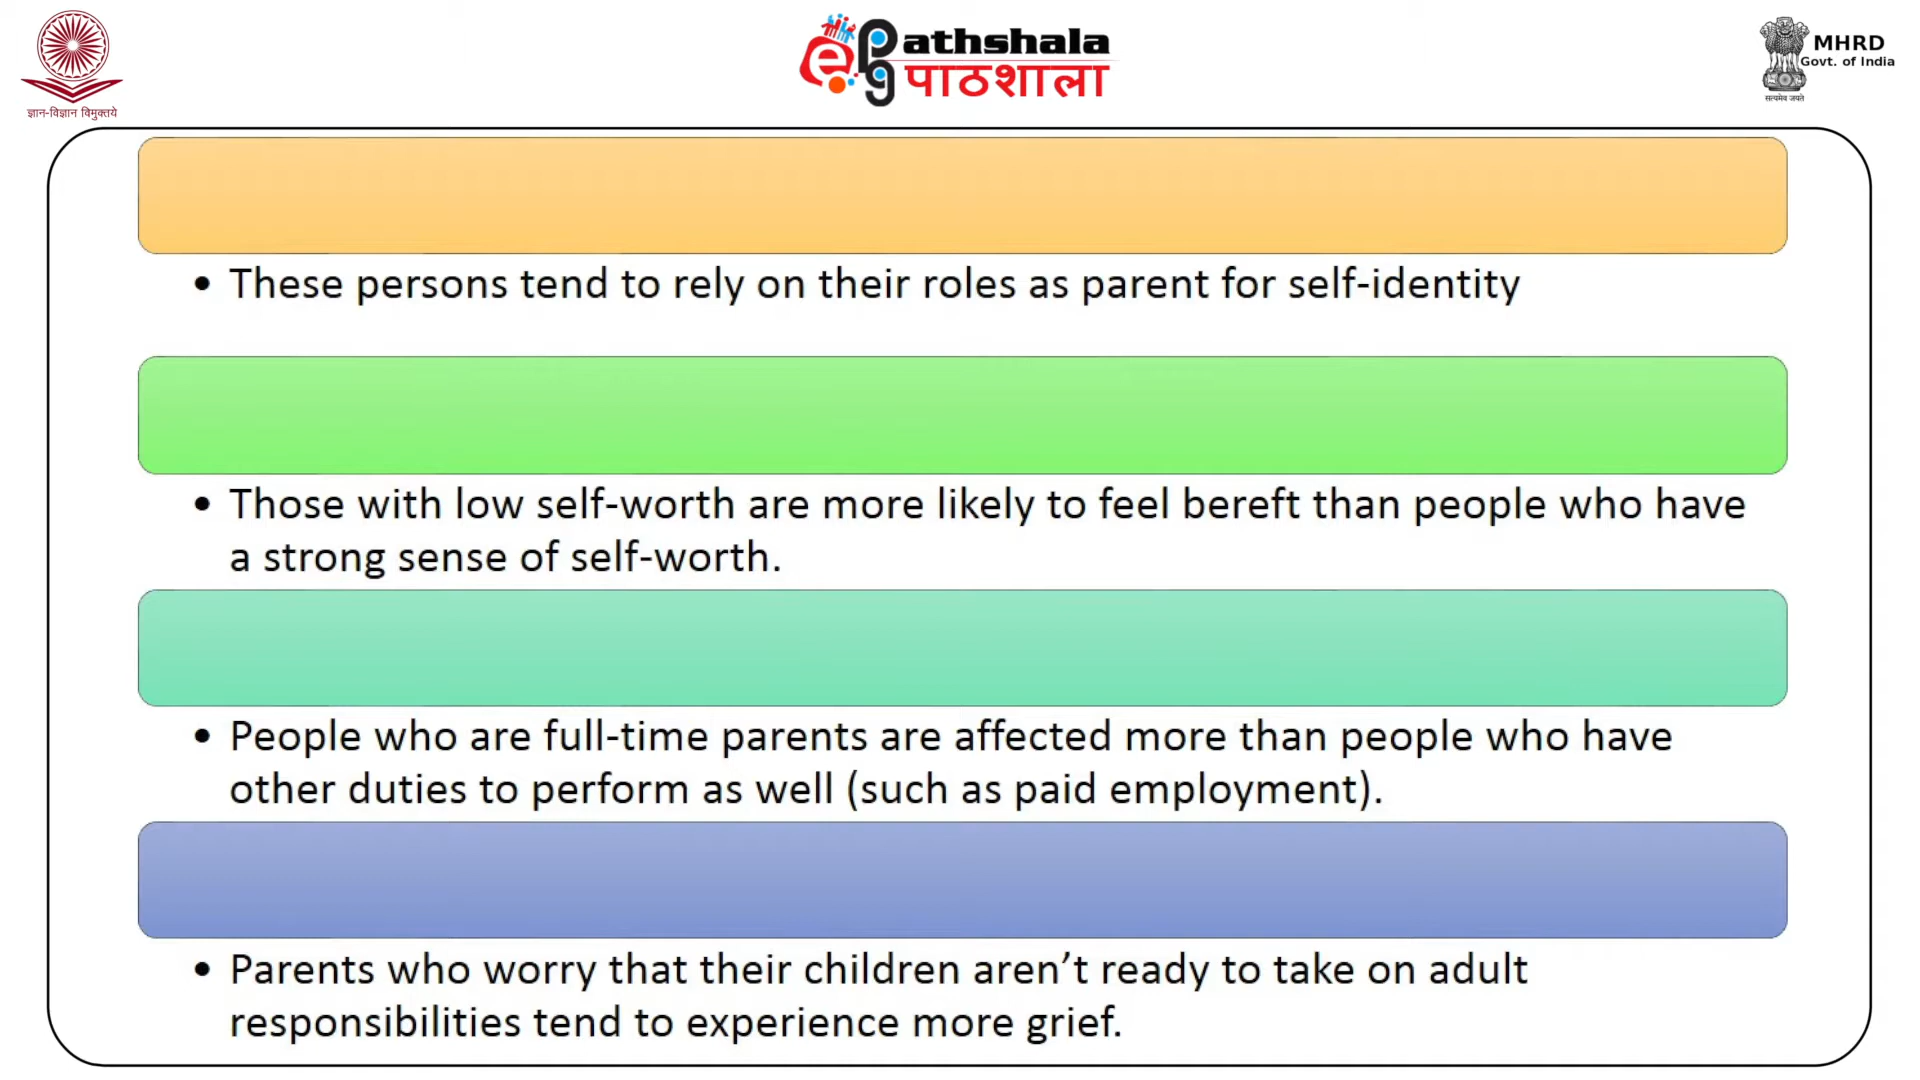 ज्ञान-विज्ञान विमुक्तये
e
pg
athshala
पाठशाला
MHRD
Govt. of India
सत्यमेव जयते
• These persons tend to rely on their roles as parent for self-identity
• Those with low self-worth are more likely to feel bereft than people who have
a strong sense of self-worth.
• People who are full-time parents are affected more than people who have
other duties to perform as well (such as paid employment).
• Parents who worry that their children aren’t ready to take on adult
responsibilities tend to experience more grief.